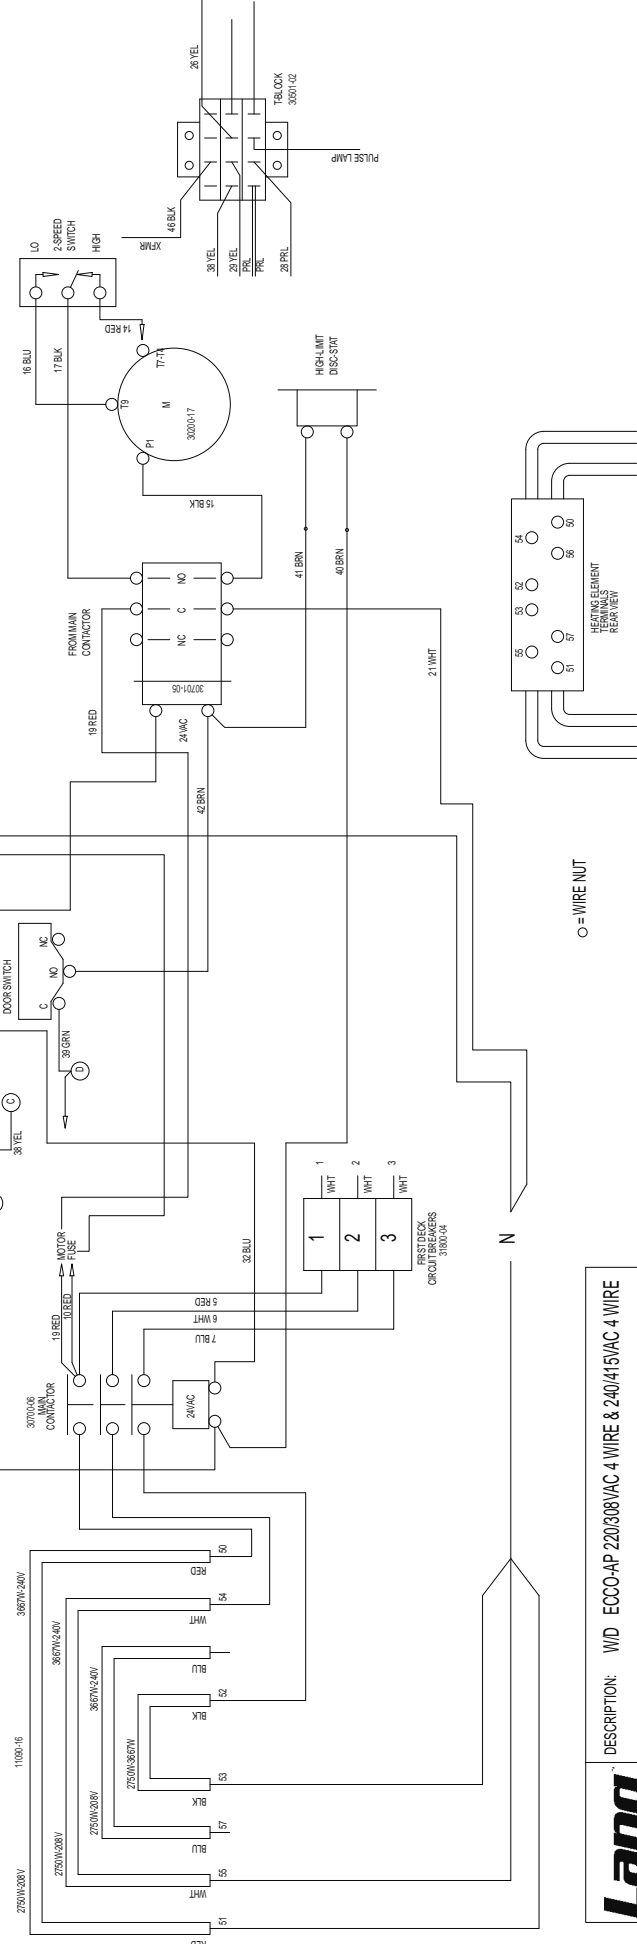 26 YEL
T-BLOCK
30501-02
PULSE LAMP
46 BLK
XFMR
38 YEL
29 YEL
PRL
PRL
28 PRL
LO
2-SPEED
SWITCH
HIGH
16 BLU
17 BLK
14 RED
T9
T7-T4
M
P1
30200-17
15 BLK
HIGH-LIMIT
DISC-STAT
41 BRN
40 BRN
FROM MAIN
CONTACTOR
NO
C
NC
30701-05
24VAC
19 RED
42 BRN
21 WHT
54
50
52
56
53
55
57
51
HEATING ELEMENT
TERMINALS
REAR VIEW
= WIRE NUT
DOOR SWITCH
NC
NO
C
39 GRN
D
C
38 YEL
MOTOR
FUSE
19 RED
10 RED
32 BLU
1
2
3
1
WHT
2
WHT
3
WHT
FIRST DECK
CIRCUIT BREAKERS
31800-04
5 RED
6 WHT
7 BLU
30700-06
MAIN
CONTACTOR
24VAC
N
3667W-240V
3667W-240V
3667W-240V
2750W-3667W
11090-16
2750W-208V
2750W-208V
2750W-208V
RED
50
WHT
54
BLU
BLK
52
BLK
53
BLU
57
WHT
55
RED
51
Lang
™
DESCRIPTION: W/D ECCO-AP 220/308VAC 4 WIRE & 240/415VAC 4 WIRE